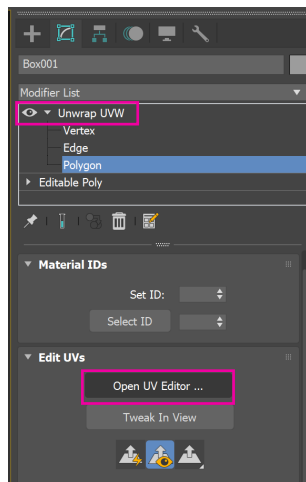 Box001
Modifier List
Unwrap UVW
Vertex
Edge
Polygon
Editable Poly
Material IDs
Set ID:
Select ID
Edit UVs
Open UV Editor ...
Tweak In View